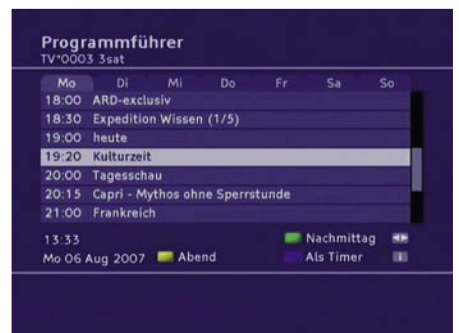 Programmführer
TV*0003 3sat
Mo Di Mi Do Fr Sa So
18:00 ARD-exclusiv
18:30 Expedition Wissen (1/5)
19:00 heute
19:20 Kulturzeit
20:00 Tagesschau
20:15 Capri - Mythos ohne Sperrstunde
21:00 Frankreich
13:33 Nachmittag
Mo 06 Aug 2007 Abend Als Timer i